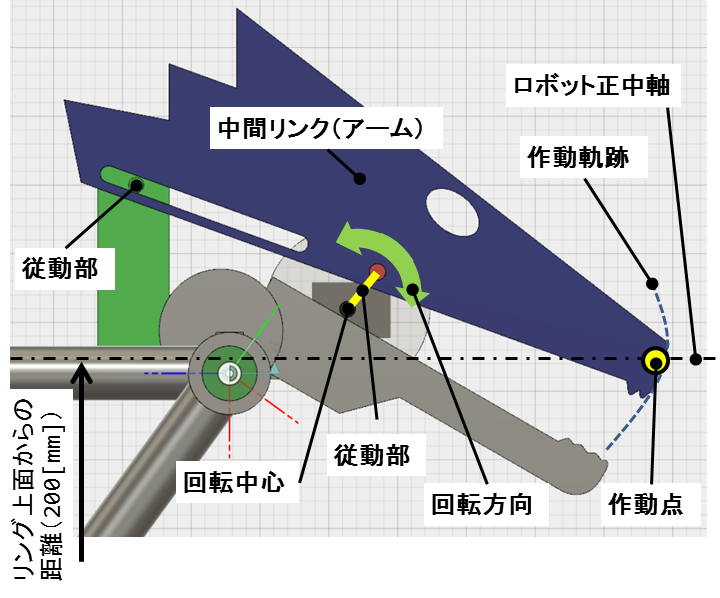 ロボット正中軸
中間リンク（アーム）
作動軌跡
従動部
従動部
回転中心
回転方向
作動点
リング上面からの
距離（200[mm]）